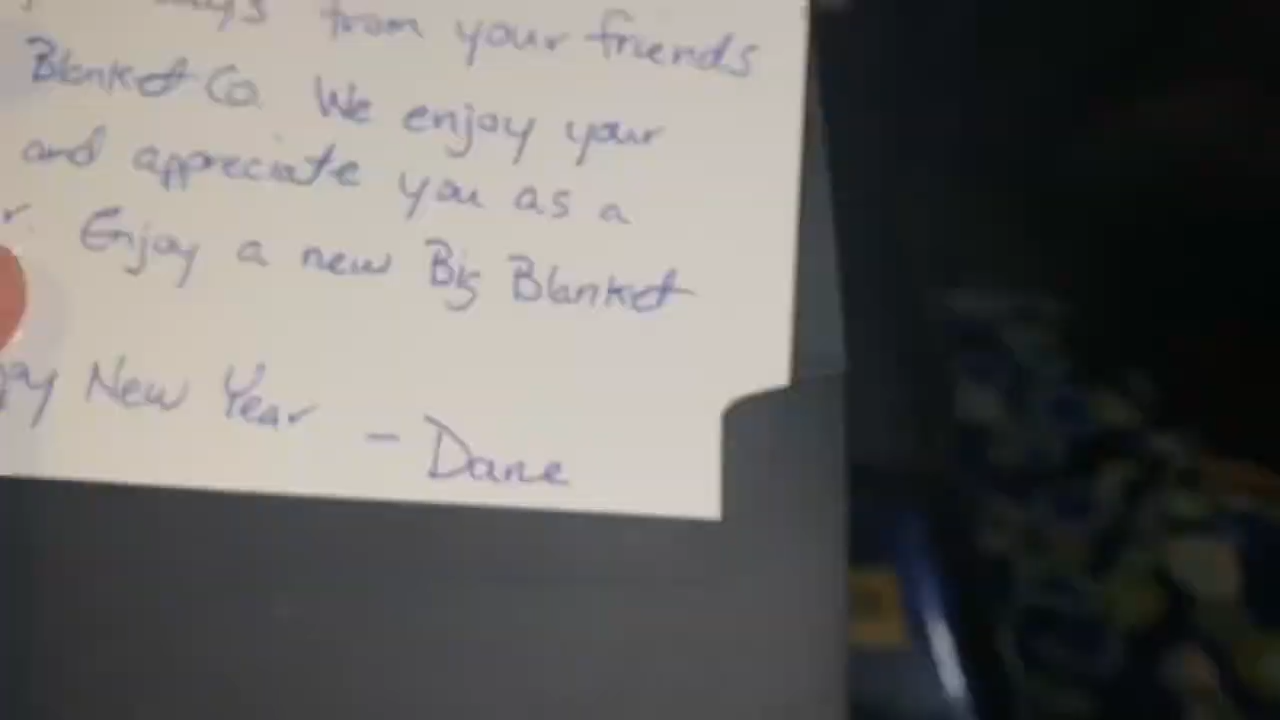 from your friends
Blanket Co. We enjoy your
and appreciate you as a
r. Enjoy a new Big Blanket
New Year - Dane